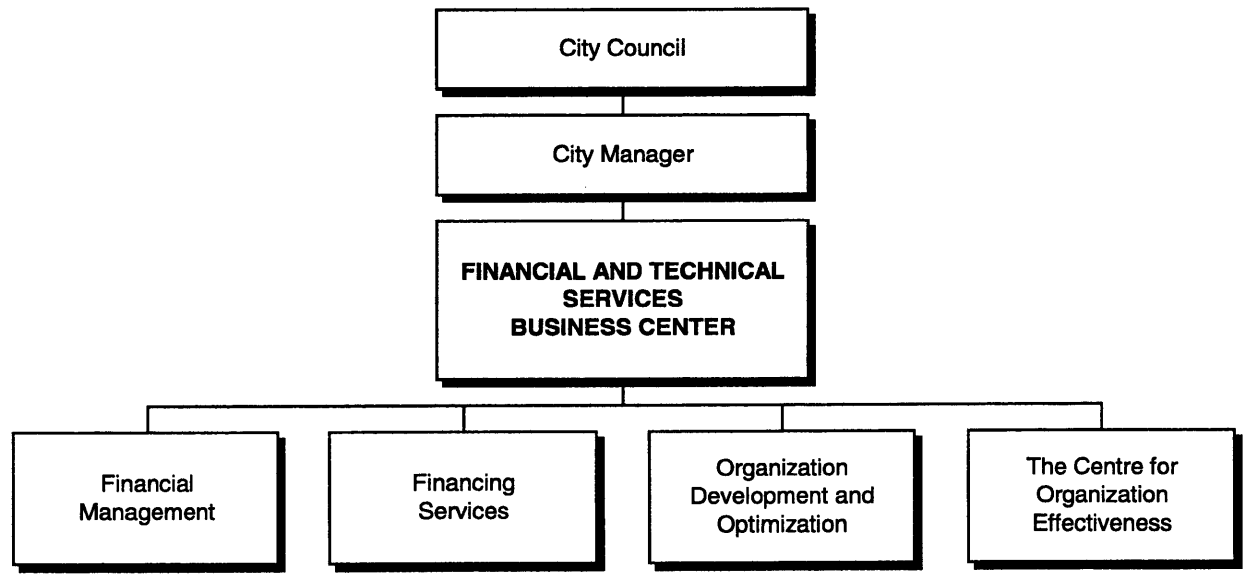 City Council
City Manager
FINANCIAL AND TECHNICAL
SERVICES
BUSINESS CENTER
Financial
Management
Financing
Services
Organization
Development and
Optimization
The Centre for
Organization
Effectiveness